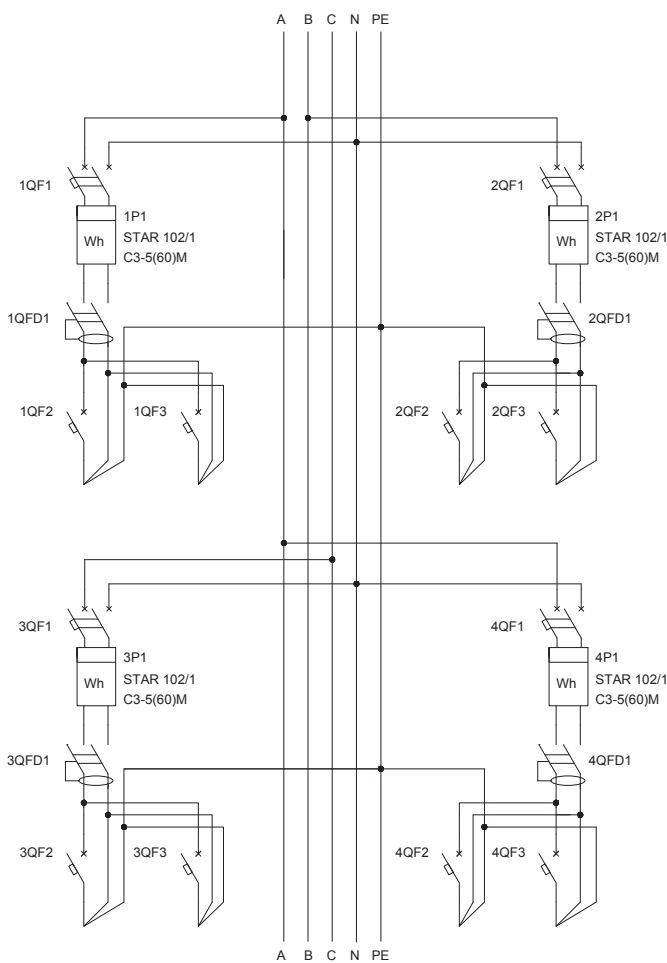 A B C N PE
1QF1
2QF1
1P1
2P1
Wh
STAR 102/1
Wh
STAR 102/1
C3-5(60)M
C3-5(60)M
1QFD1
2QFD1
1QF2
1QF3
2QF2
2QF3
3QF1
4QF1
3P1
4P1
Wh
STAR 102/1
Wh
STAR 102/1
C3-5(60)M
C3-5(60)M
3QFD1
4QFD1
3QF2
3QF3
4QF2
4QF3
A B C N PE